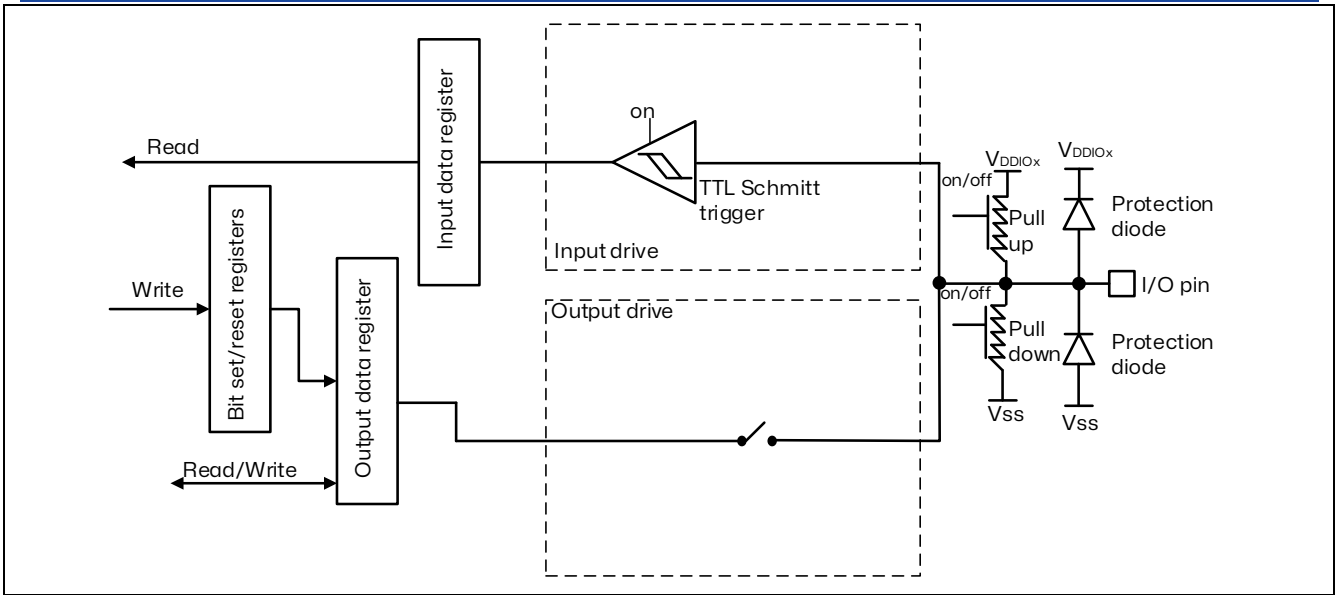 on
Read
Input data register
TTL Schmitt
trigger
Input drive
VDDIOx
VDDIOx
on/off
Pull
up
Protection
diode
Bit set/reset registers
Write
Output data register
Output drive
on/off
I/O pin
Pull
down
Protection
diode
Vss
Vss
Read/Write